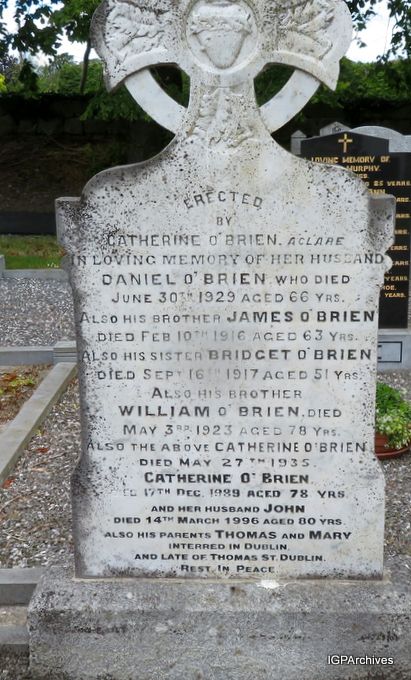 ERECTED
BY
CATHERINE O'BRIEN, ACLARE
IN LOVING MEMORY OF HER HUSBAND
DANIEL O'BRIEN, WHO DIED
JUNE 30TH 1929 AGED 66 YRS.
ALSO HIS BROTHER JAMES O'BRIEN
DIED FEB 10TH 1916 AGED 63 YRS.
ALSO HIS SISTER BRIDGET O'BRIEN
DIED SEPT 16TH 1917 AGED 51 YRS.
ALSO HIS BROTHER
WILLIAM O'BRIEN, DIED
MAY 3RD 1923 AGED 78 YRS.
ALSO THE ABOVE CATHERINE O'BRIEN
DIED MAY 27TH 1935.
CATHERINE O'BRIEN.
17TH DEC. 1989 AGED 78 YRS.
AND HER HUSBAND JOHN
DIED 14TH MARCH 1996 AGED 80 YRS.
ALSO HIS PARENTS THOMAS AND MARY
INTERRED IN DUBLIN.
AND LATE OF THOMAS ST. DUBLIN.
REST IN PEACE
LOVING MEMORY OF
MURPHY,
85 YEARS
IGPArchives